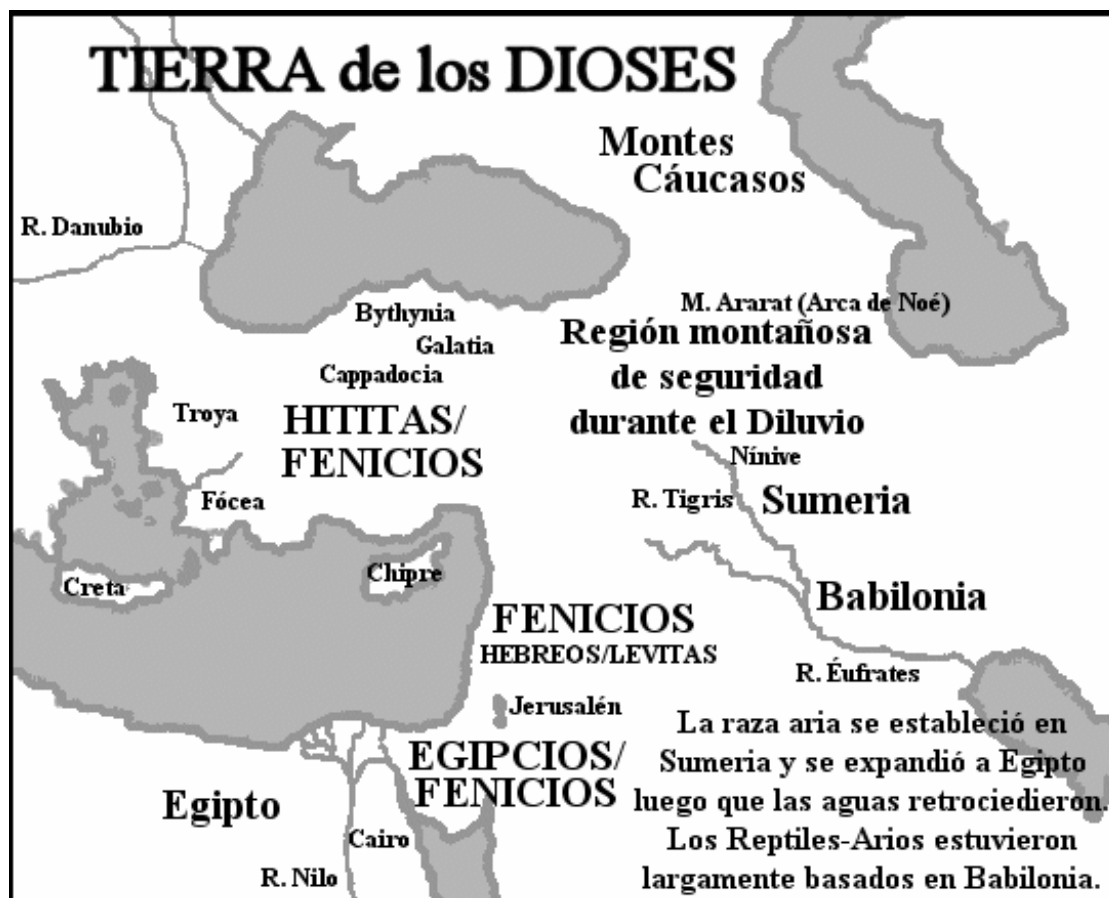 TIERRA de los DIOSES
Montes
Cáucasos
R. Danubio
M. Ararat (Arca de Noé)
Bythynia
Galatia
Cappadocia
Región montañosa
de seguridad
durante el Diluvio
Troya
HITITAS/
FENICIOS
Nínive
Fócea
R. Tigris
Sumeria
Creta
Chipre
Babilonia
FENICIOS
HEBREOS/LEVITAS
R. Éufrates
Jerusalén
EGIPCIOS/
FENICIOS
Egipto
Cairo
R. Nilo
La raza aria se estableció en
Sumeria y se expandió a Egipto
luego que las aguas retrociedieron.
Los Reptiles-Arios estuvieron
largamente basados en Babilonia.